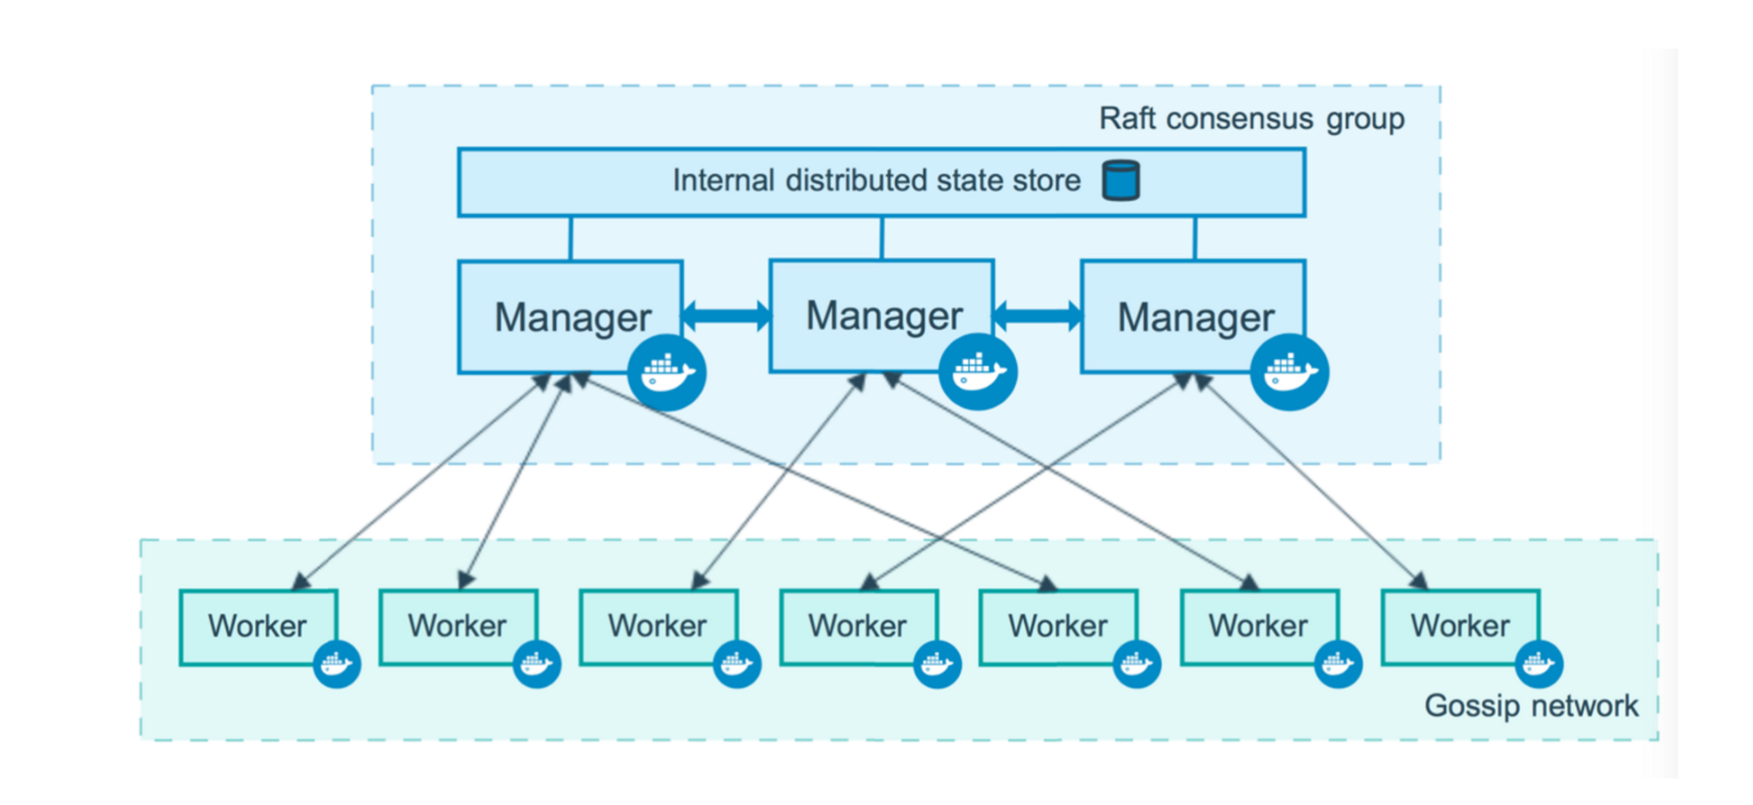 Raft consensus group
Internal distributed state store
Manager
Manager
Manager
Worker
Worker
Worker
Worker
Worker
Worker
Worker
Gossip network